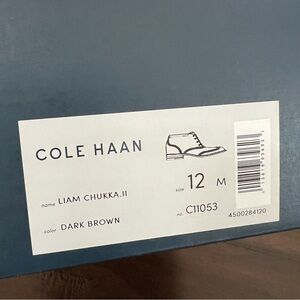 COLE HAAN
name LIAM CHUKKA.II
color DARK BROWN
size 12 M
no. C11053
4500284120